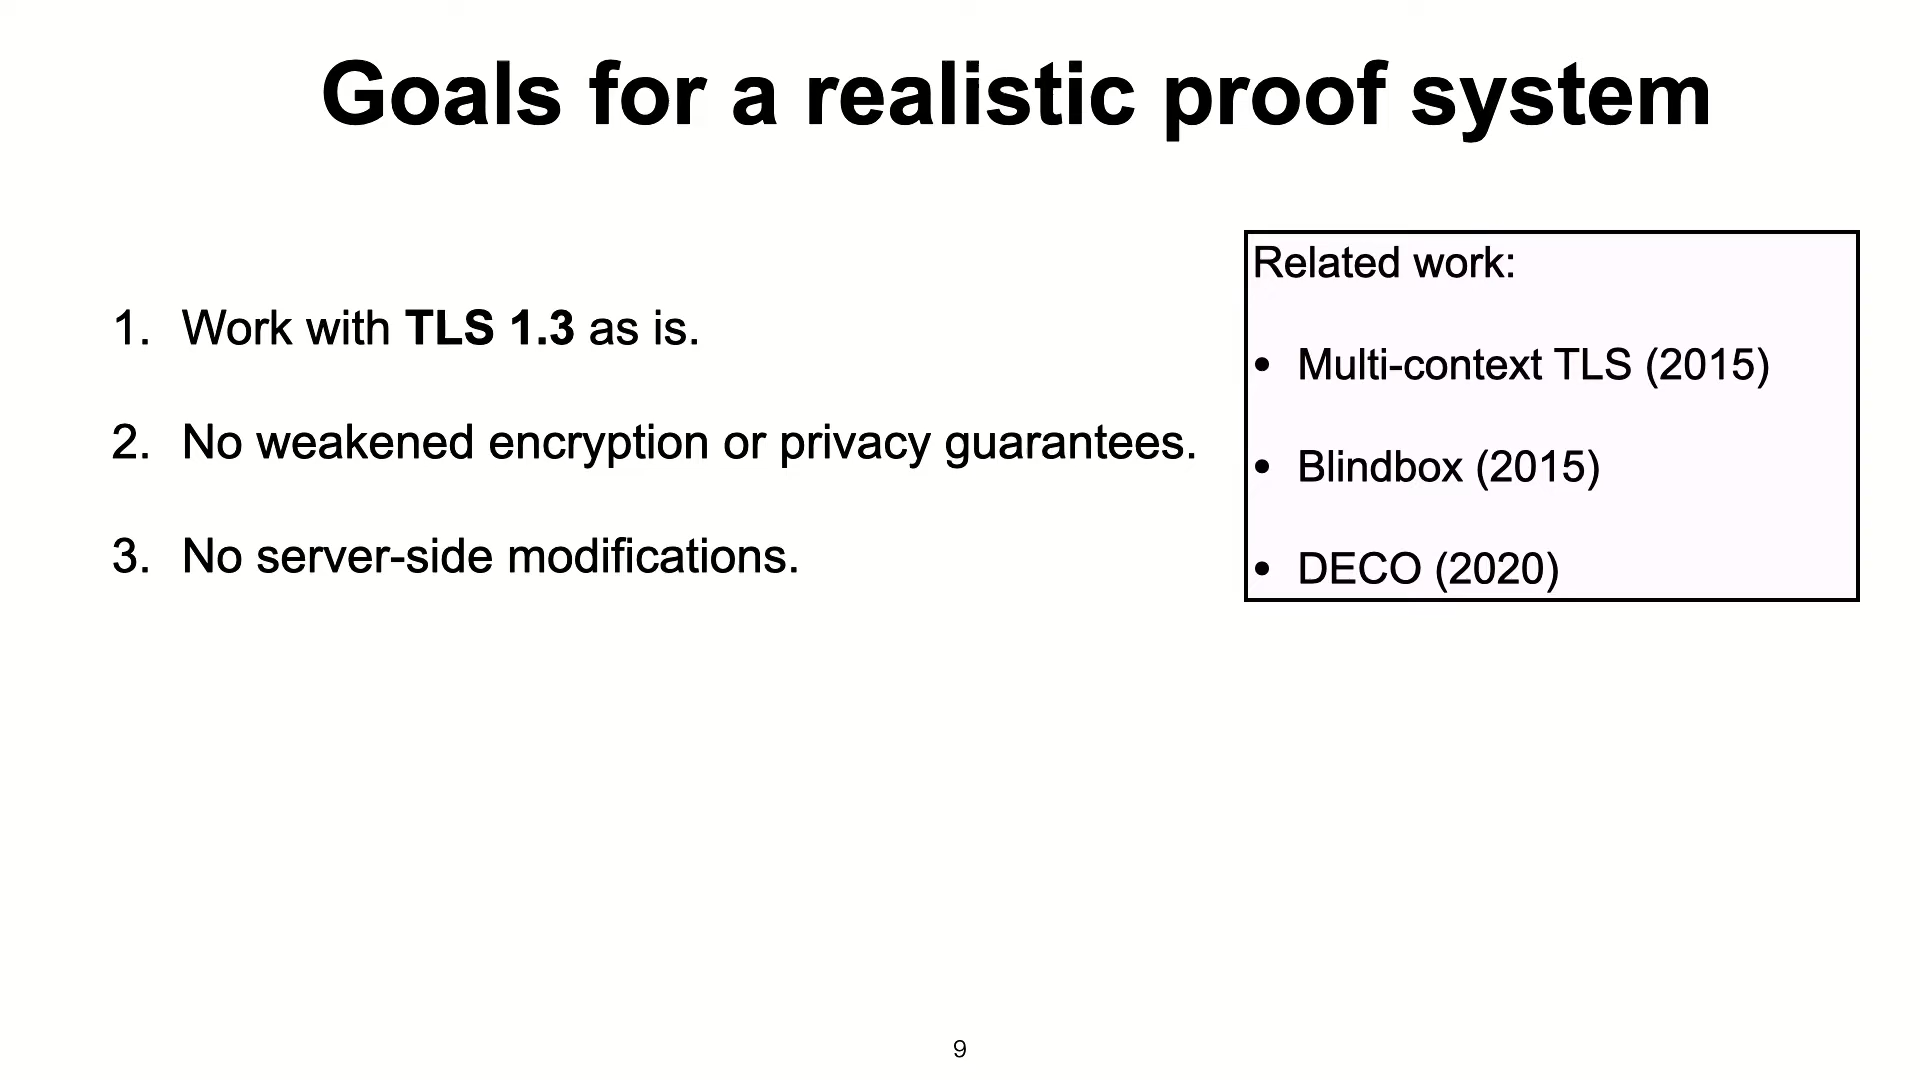 Goals for a realistic proof system
1. Work with TLS 1.3 as is.
2. No weakened encryption or privacy guarantees.
3. No server-side modifications.
Related work:
• Multi-context TLS (2015)
• Blindbox (2015)
• DECO (2020)
9